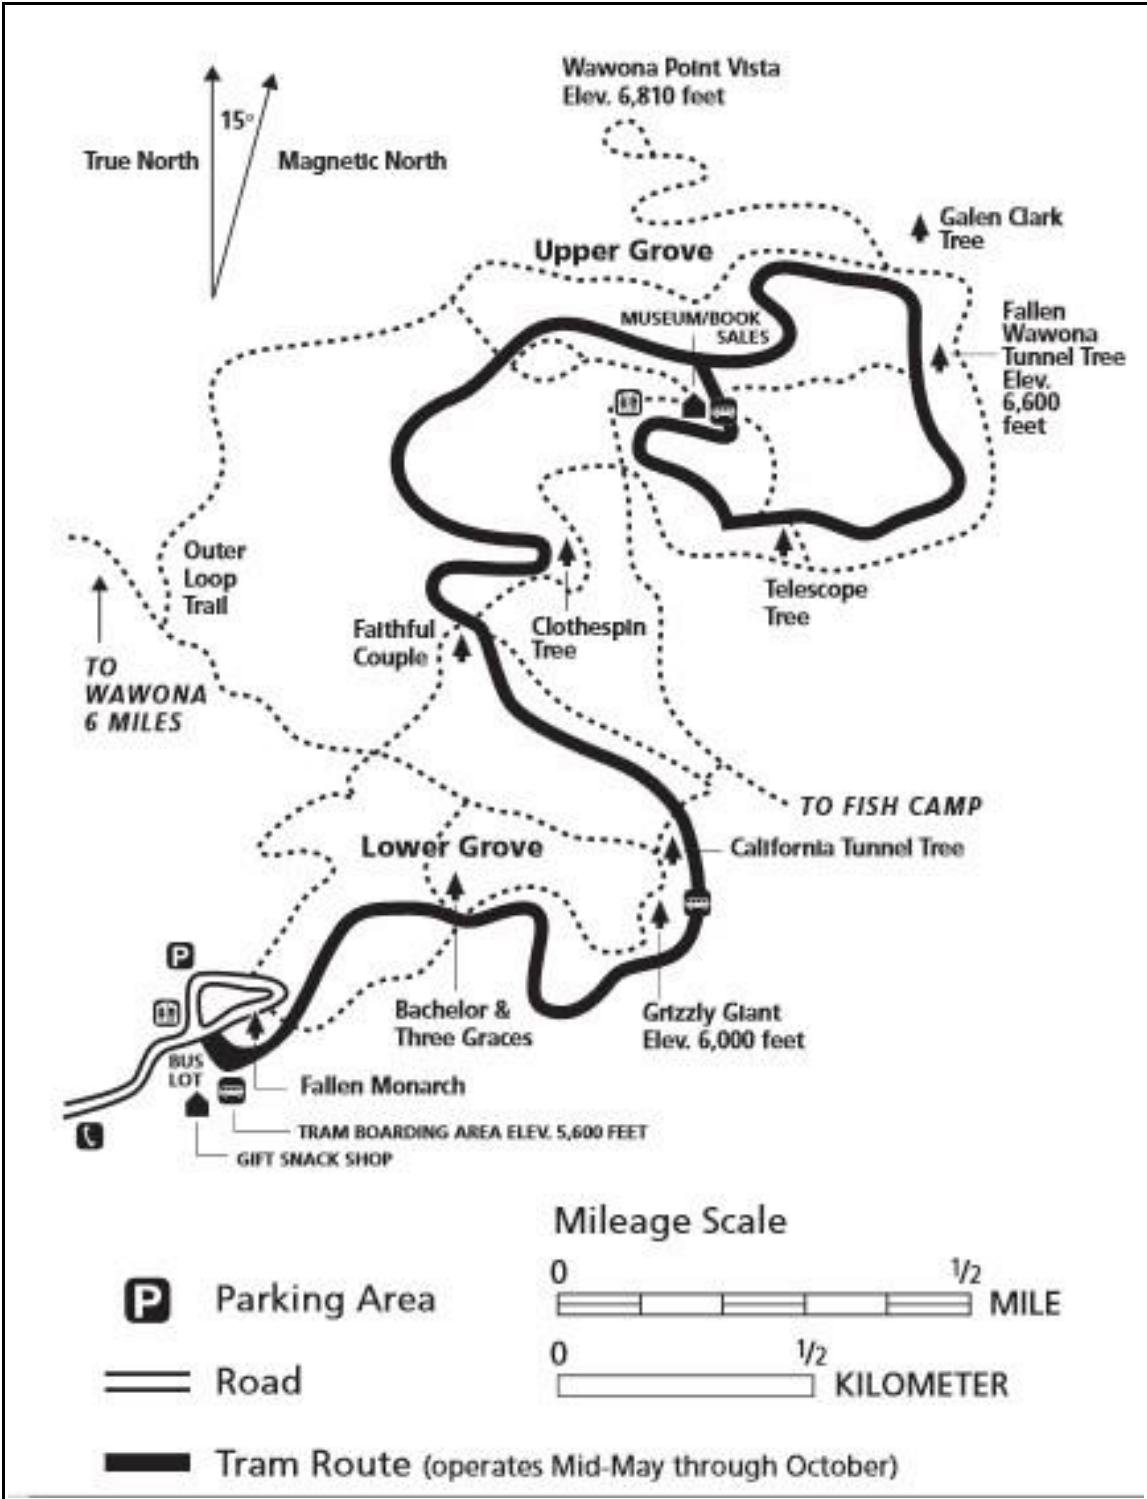 Wawona Point Vista
Elev. 6,810 feet
15°
True North
Magnetic North
Galen Clark
Tree
Upper Grove
Fallen
Wawona
Tunnel Tree
Elev.
6,600
feet
MUSEUM/BOOK
SALES
Outer
Loop
Trail
Telescope
Tree
Faithful
Couple
Clothespin
Tree
TO
WAWONA
6 MILES
TO FISH CAMP
Lower Grove
California Tunnel Tree
P
Bachelor &
Three Graces
Grizzly Giant
Elev. 6,000 feet
BUS
LOT
Fallen Monarch
TRAM BOARDING AREA ELEV. 5,600 FEET
GIFT SNACK SHOP
Mileage Scale
0 1/2
MILE
P Parking Area
0 1/2
KILOMETER
Road
Tram Route (operates Mid-May through October)